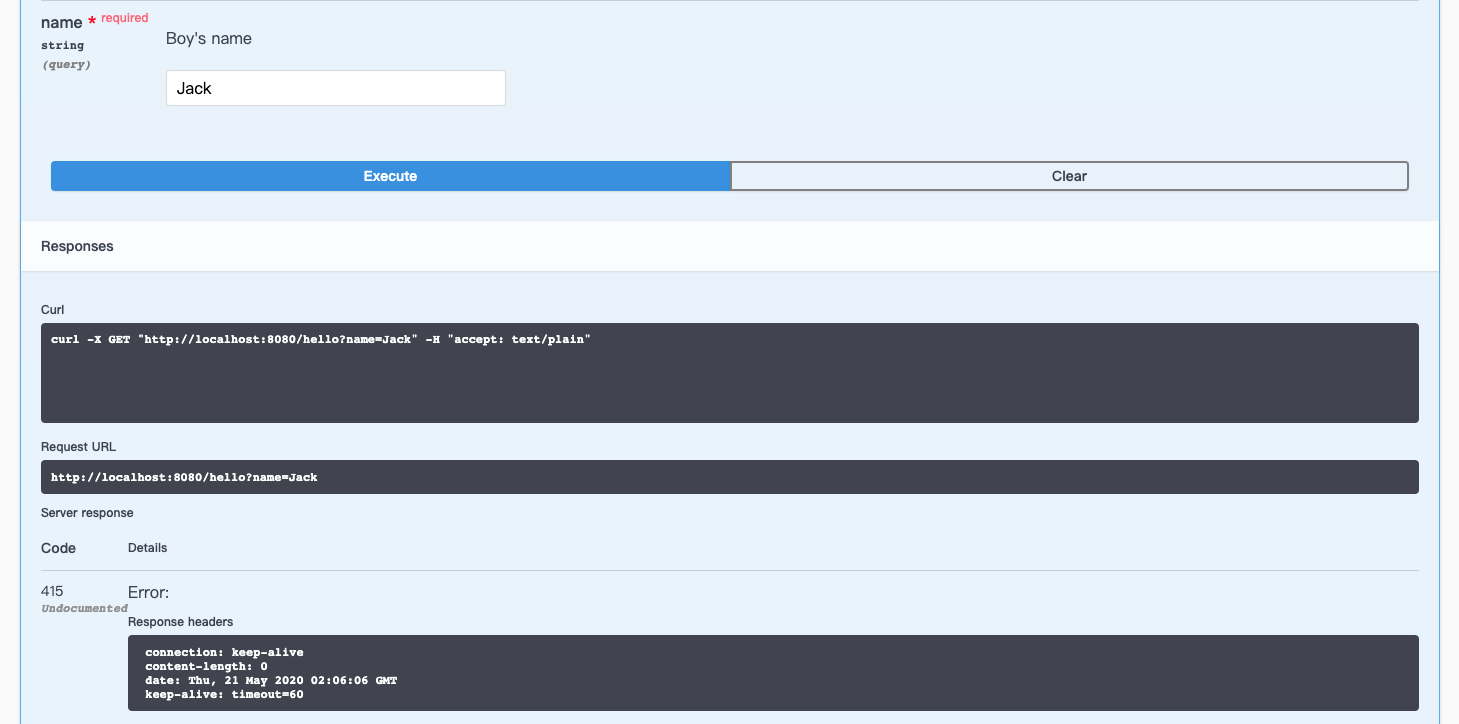 name * required
string
(query)
Boy's name
Jack
Execute
Clear
Responses
Curl
curl -X GET "http://localhost:8080/hello?name=Jack" -H "accept: text/plain"
Request URL
http://localhost:8080/hello?name=Jack
Server response
Code Details
415 Error:
Undocumented
Response headers
connection: keep-alive
content-length: 0
date: Thu, 21 May 2020 02:06:06 GMT
keep-alive: timeout=60